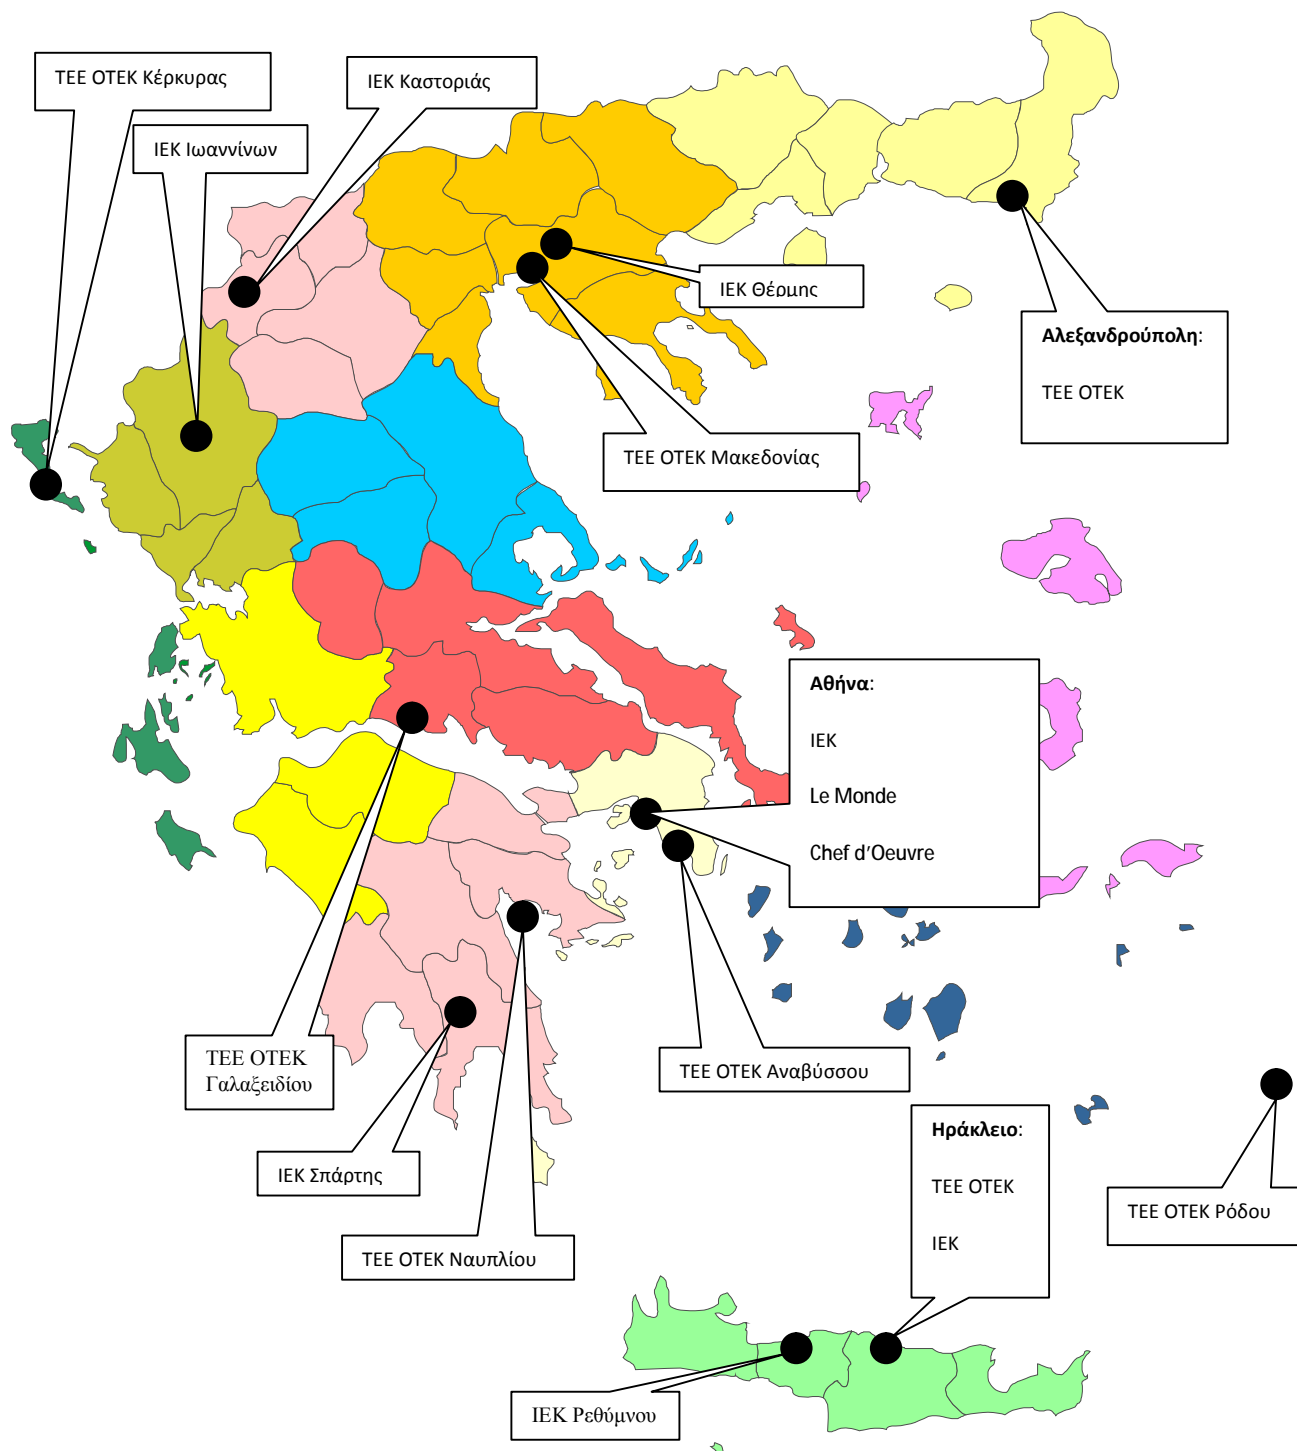 ΤΕΕ ΟΤΕΚ Κέρκυρας
ΙΕΚ Καστοριάς
ΙΕΚ Ιωαννίνων
ΙΕΚ Θέρμης
Αλεξανδρούπολη:
ΤΕΕ ΟΤΕΚ
ΤΕΕ ΟΤΕΚ Μακεδονίας
Αθήνα:
ΙΕΚ
Le Monde
Chef d’Oeuvre
ΤΕΕ ΟΤΕΚ
Γαλαξειδίου
ΤΕΕ ΟΤΕΚ Αναβύσσου
ΙΕΚ Σπάρτης
ΤΕΕ ΟΤΕΚ Ναυπλίου
Ηράκλειο:
ΤΕΕ ΟΤΕΚ
ΙΕΚ
ΤΕΕ ΟΤΕΚ Ρόδου
ΙΕΚ Ρεθύμνου